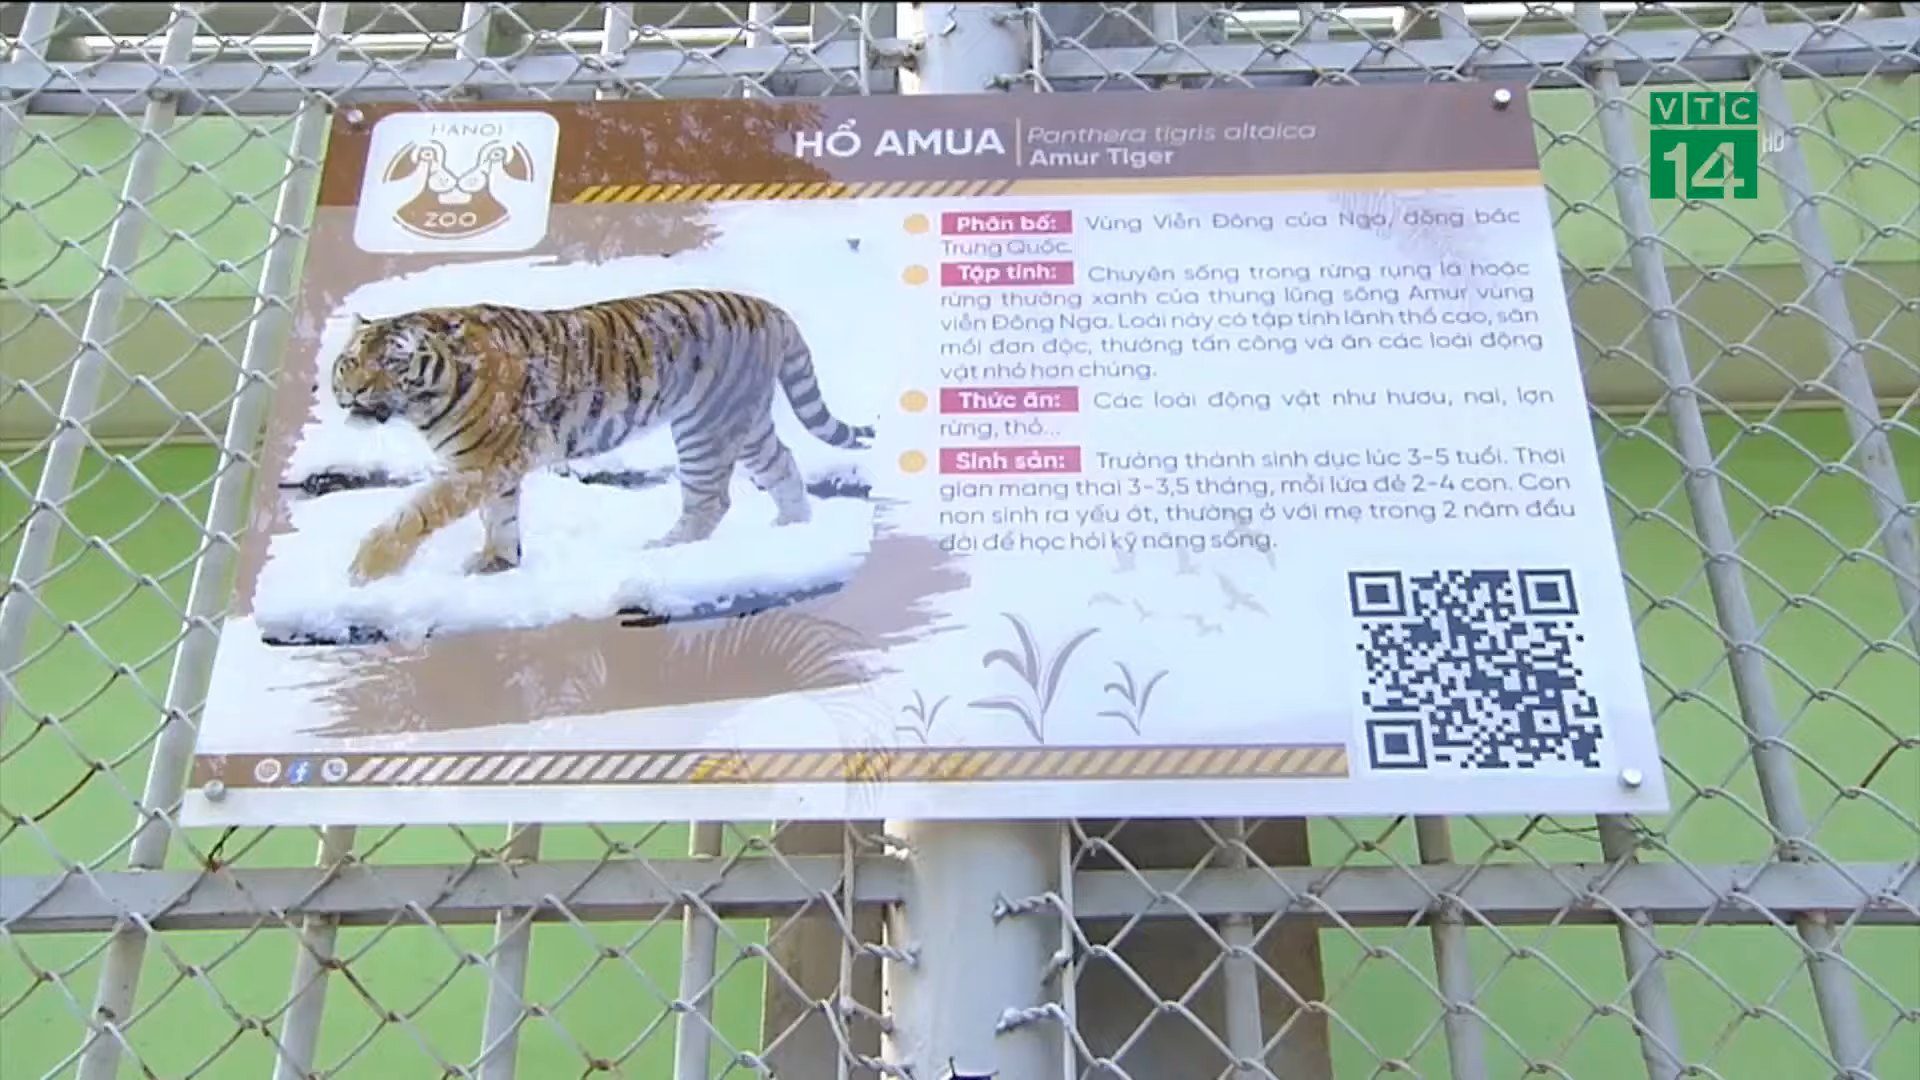 HANOI
ZOO
HỔ AMUA
Panthera tigris altaica
Amur Tiger
VTC
14 HD
Phân bố: Vùng Viễn Đông của Nga, đông bắc
Trung Quốc.
Tập tính: Chuyên sống trong rừng rụng lá hoặc
rừng thường xanh của thung lũng sông Amur vùng
viễn Đông Nga. Loài này có tập tính lãnh thổ cao, săn
mồi đơn độc, thường tấn công và ăn các loài động
vật nhỏ hơn chúng.
Thức ăn: Các loài động vật như hươu, nai, lợn
rừng, thỏ...
Sinh sản: Trưởng thành sinh dục lúc 3-5 tuổi. Thời
gian mang thai 3-3,5 tháng, mỗi lứa đẻ 2-4 con. Con
non sinh ra yếu ớt, thường ở với mẹ trong 2 năm đầu
đời để học hỏi kỹ năng sống.